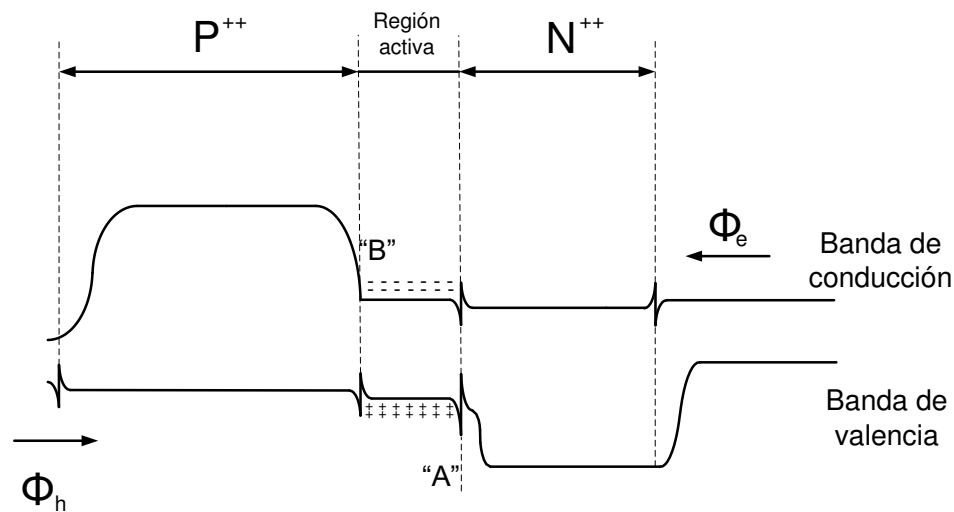 P++
Región
activa
N++
“B”
Φe
Banda de
conducción
Banda de
valencia
“A”
Φh